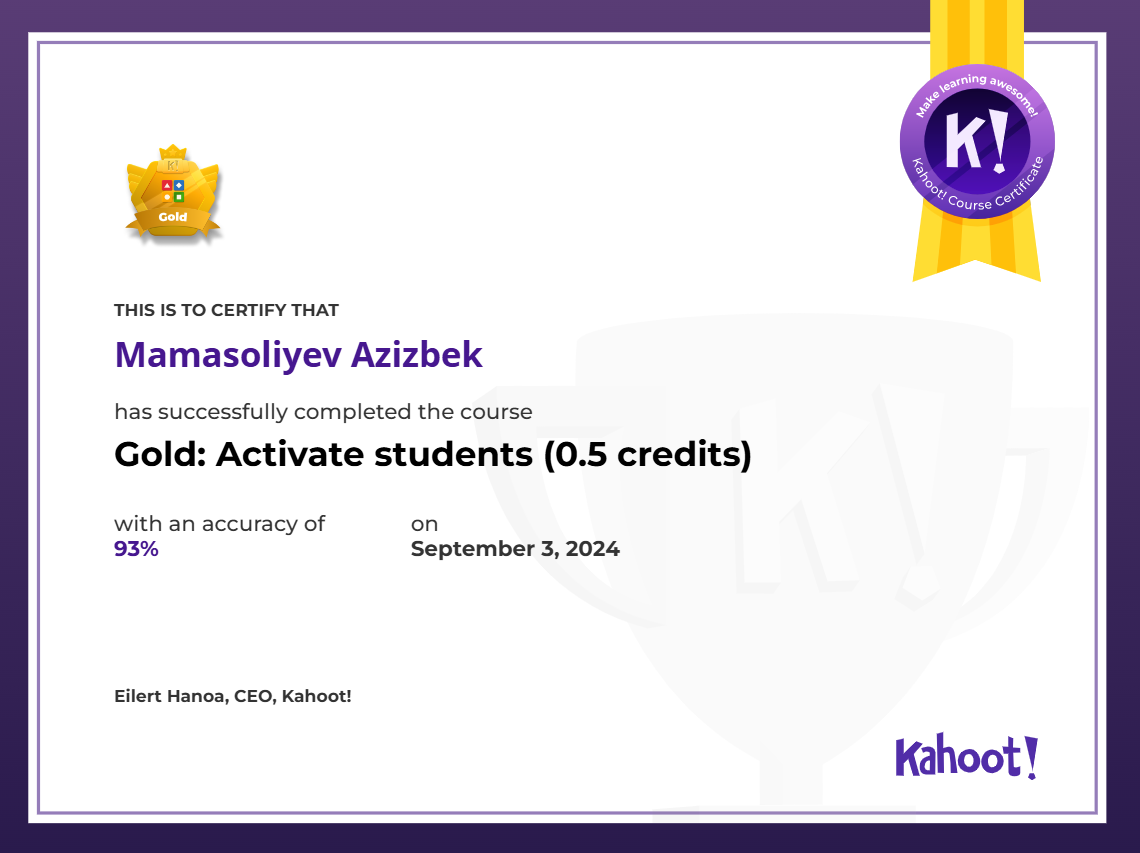 Make learning awesome!
K!
Kahoot! Course Certificate
K!
Gold
THIS IS TO CERTIFY THAT
Mamasoliyev Azizbek
has successfully completed the course
Gold: Activate students (0.5 credits)
with an accuracy of
93%
on
September 3, 2024
K!
Eilert Hanoa, CEO, Kahoot!
Kahoot!